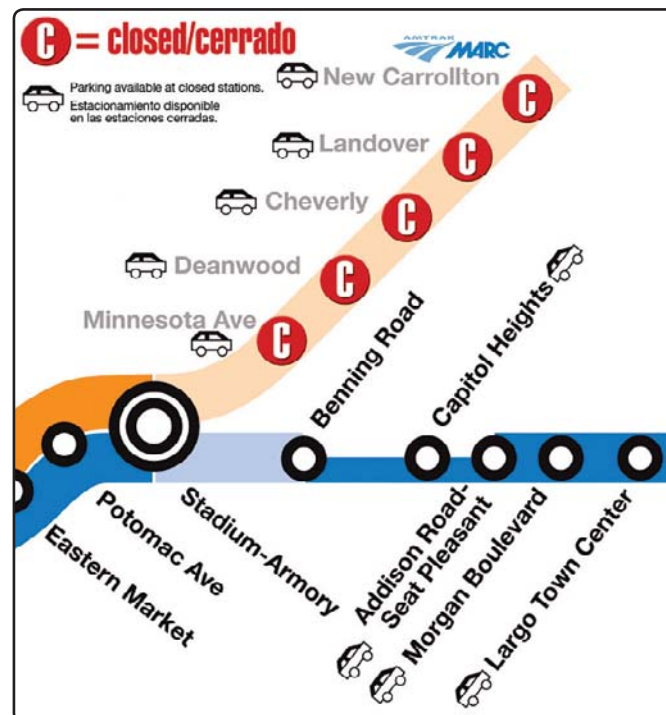 C = closed/cerrado
Parking available at closed stations.
Estacionamiento disponible
en las estaciones cerradas.
AMTRAK
MARC
New Carrollton
C
Landover
C
Cheverly
C
Deanwood
C
Minnesota Ave
C
Benning Road
Capitol Heights
Eastern Market
Potomac Ave
Stadium-Armory
Addison Road-
Seat Pleasant
Morgan Boulevard
Largo Town Center